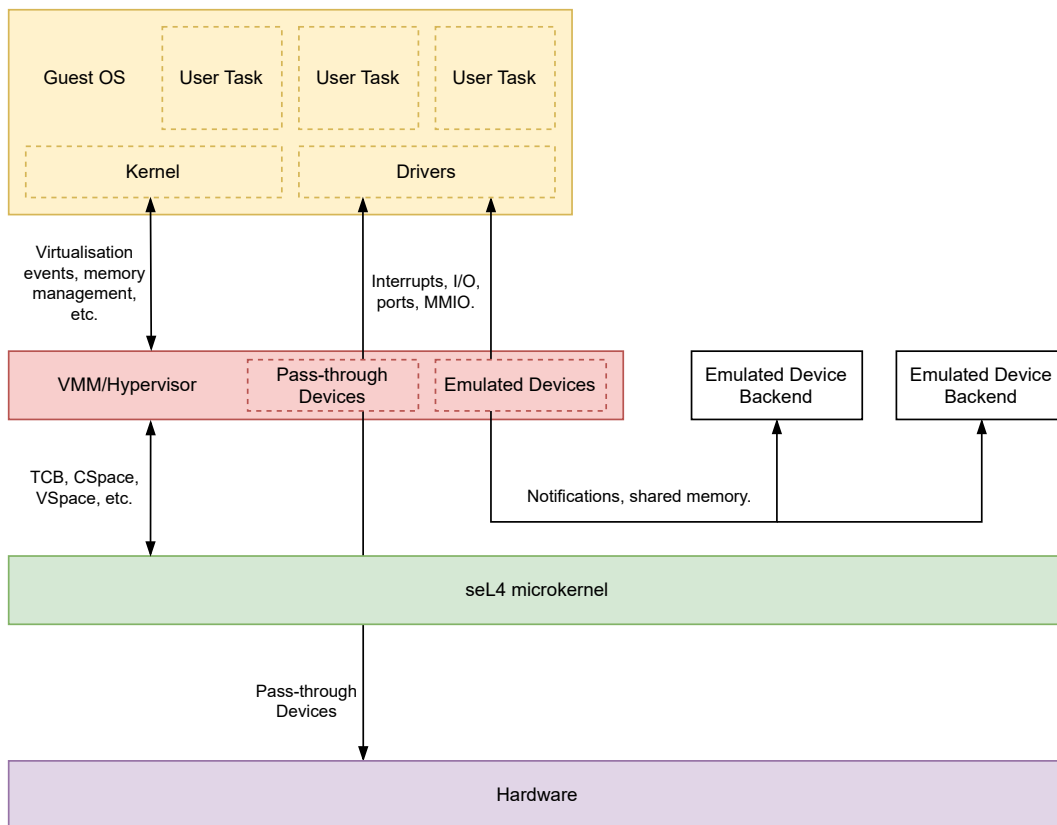 Guest OS
User Task
User Task
User Task
Kernel
Drivers
Virtualisation
events, memory
management,
etc.
Interrupts, I/O,
ports, MMIO.
VMM/Hypervisor
Pass-through
Devices
Emulated Devices
Emulated Device
Backend
Emulated Device
Backend
TCB, CSpace,
VSpace, etc.
Notifications, shared memory.
seL4 microkernel
Pass-through
Devices
Hardware